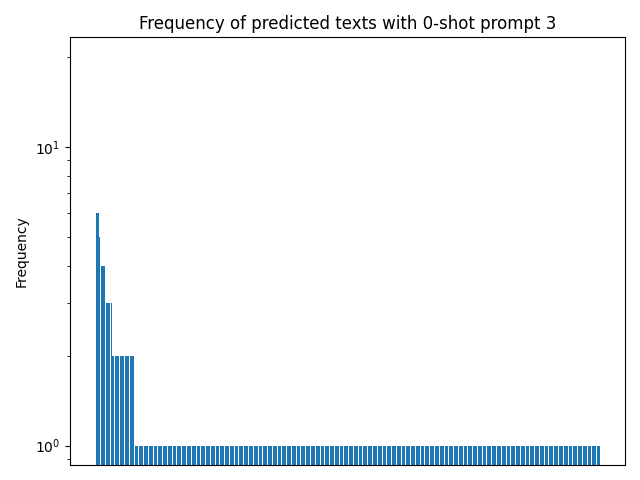 Frequency of predicted texts with 0-shot prompt 3
10¹
Frequency
10⁰